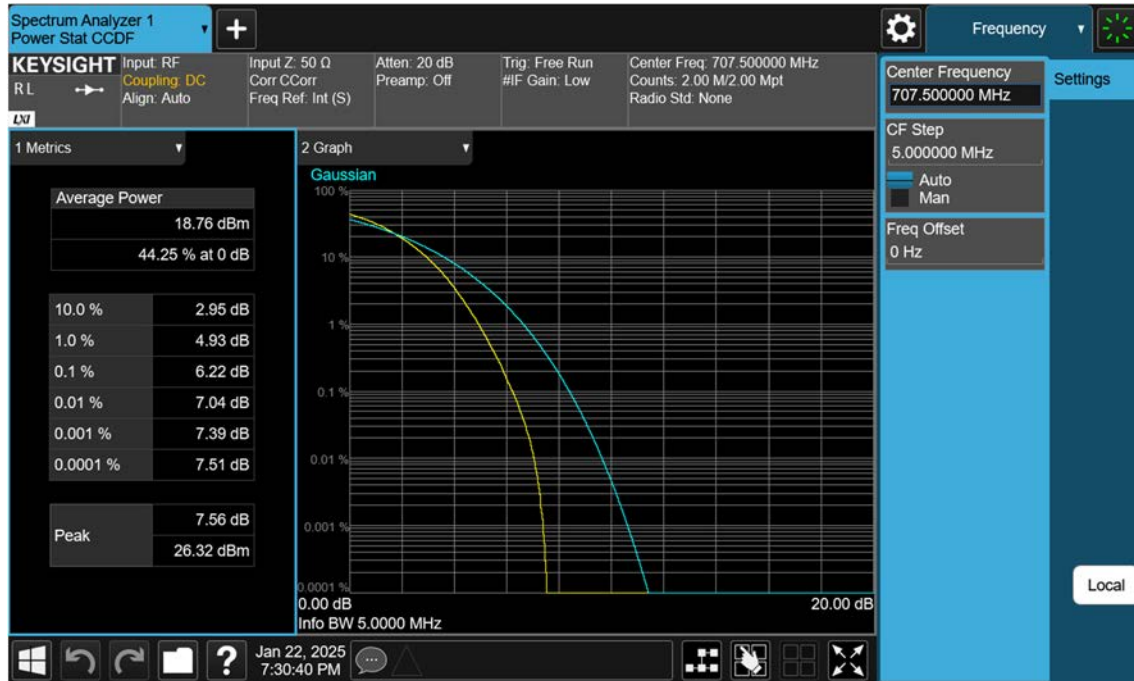 Spectrum Analyzer 1
Power Stat CCDF
Frequency
KEYSIGHT
R L
LXI
Input: RF
Coupling: DC
Align: Auto
Input Z: 50 Ω
Corr CCorr
Freq Ref: Int (S)
Atten: 20 dB
Preamp: Off
Trig: Free Run
#IF Gain: Low
Center Freq: 707.500000 MHz
Counts: 2.00 M/2.00 Mpt
Radio Std: None
Center Frequency
707.500000 MHz
Settings
CF Step
5.000000 MHz
Auto
Man
Freq Offset
0 Hz
Local
1 Metrics
Average Power
18.76 dBm
44.25 % at 0 dB
10.0 % 2.95 dB
1.0 % 4.93 dB
0.1 % 6.22 dB
0.01 % 7.04 dB
0.001 % 7.39 dB
0.0001 % 7.51 dB
Peak
7.56 dB
26.32 dBm
2 Graph
Gaussian
100 %
10 %
1 %
0.1 %
0.01 %
0.001 %
0.0001 %
0.00 dB 20.00 dB
Info BW 5.0000 MHz
?
Jan 22, 2025
7:30:40 PM